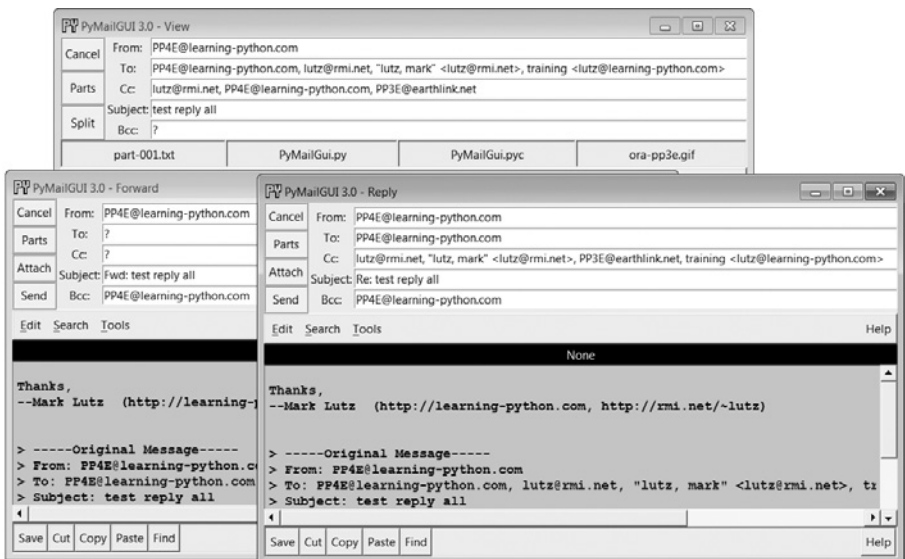 PyMailGUI 3.0 - View
Cancel From: PP4E@learning-python.com
To: PP4E@learning-python.com, lutz@rmi.net, "lutz, mark" <lutz@rmi.net>, training <lutz@learning-python.com>
Parts Cc: lutz@rmi.net, PP4E@learning-python.com, PP3E@earthlink.net
Subject: test reply all
Split Bcc: ?
part-001.txt PyMailGui.py PyMailGui.pyc ora-pp3e.gif
PyMailGUI 3.0 - Forward
Cancel From: PP4E@learning-python.com
Parts To: ?
Cc: ?
Attach Subject: Fwd: test reply all
Send Bcc: PP4E@learning-python.com
Edit Search Tools
Thanks,
--Mark Lutz (http://learning-
> -----Original Message-----
> From: PP4E@learning-python.c
> To: PP4E@learning-python.com
> Subject: test reply all
Save Cut Copy Paste Find
PyMailGUI 3.0 - Reply
Cancel From: PP4E@learning-python.com
Parts To: PP4E@learning-python.com
Cc: lutz@rmi.net, "lutz, mark" <lutz@rmi.net>, PP3E@earthlink.net, training <lutz@learning-python.com>
Attach Subject: Re: test reply all
Send Bcc: PP4E@learning-python.com
Edit Search Tools Help
None
Thanks,
--Mark Lutz (http://learning-python.com, http://rmi.net/~lutz)
> -----Original Message-----
> From: PP4E@learning-python.com
> To: PP4E@learning-python.com, lutz@rmi.net, "lutz, mark" <lutz@rmi.net>, tr
> Subject: test reply all
Save Cut Copy Paste Find Help